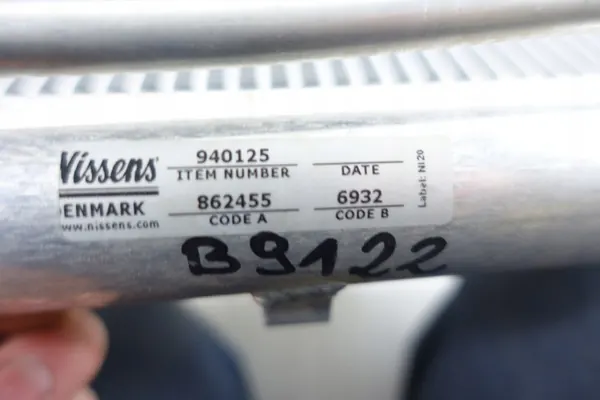 Nissens
940125
ITEM NUMBER
DATE
ENMARK
862455
6932
CODE A
CODE B
www.nissens.com
Label: NI20
B9122